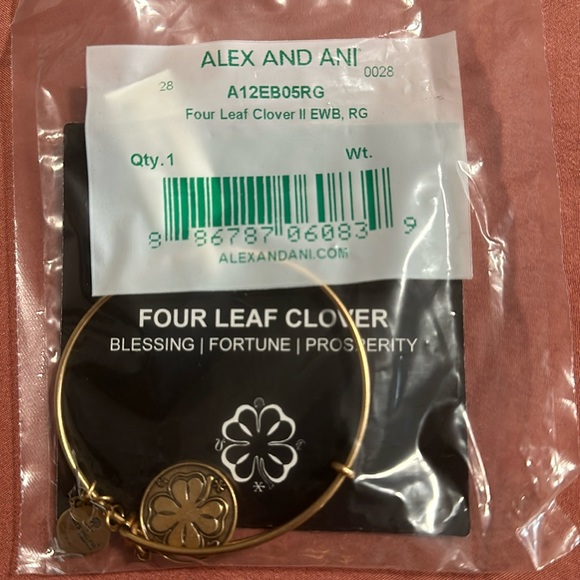 ALEX AND ANI
0028
28
A12EB05RG
Four Leaf Clover II EWB, RG
Qty.1 Wt.
8 86787 06083 9
ALEXANDANI.COM
FOUR LEAF CLOVER
BLESSING | FORTUNE | PROSPERITY